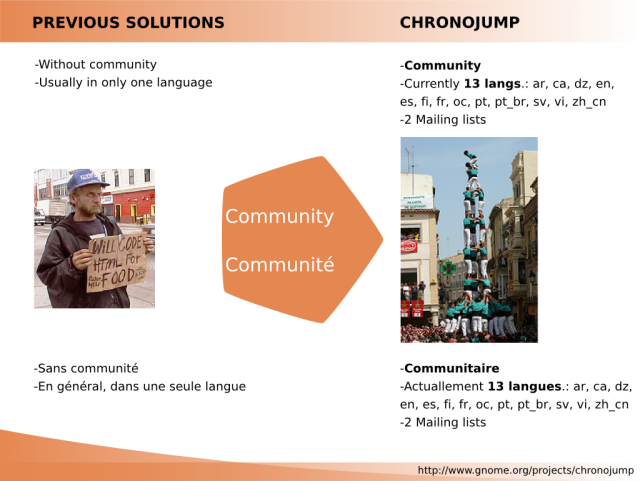 PREVIOUS SOLUTIONS
CHRONOJUMP
-Without community
-Usually in only one language
-Community
-Currently 13 langs.: ar, ca, dz, en,
es, fi, fr, oc, pt, pt_br, sv, vi, zh_cn
-2 Mailing lists
WILL CODE
HTML FOR
FOOD
Community
Communité
-Sans communité
-En général, dans une seule langue
-Communitaire
-Actuallement 13 langues.: ar, ca, dz,
en, es, fi, fr, oc, pt, pt_br, sv, vi, zh_cn
-2 Mailing lists
http://www.gnome.org/projects/chronojump